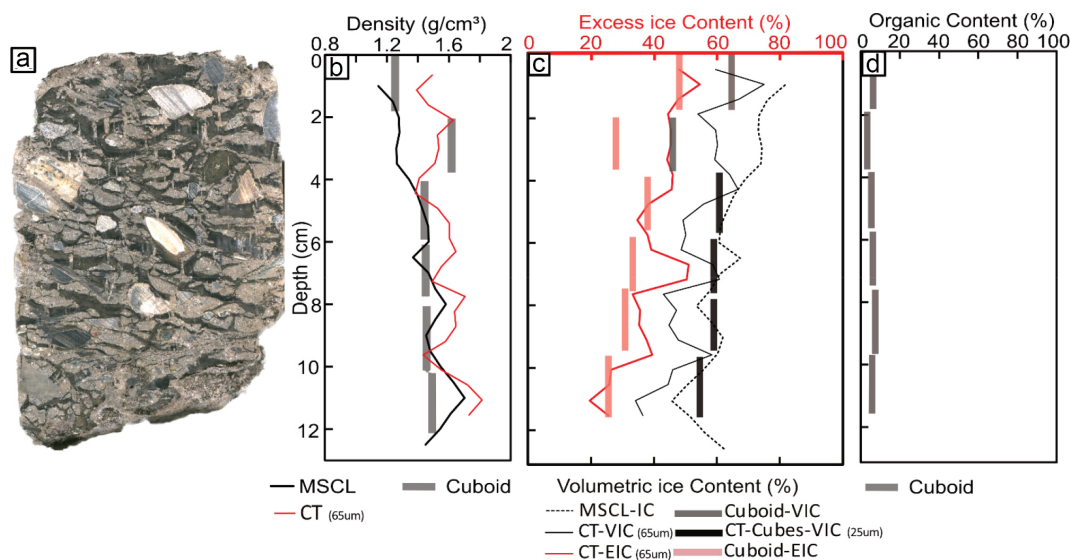 Density (g/cm³)
0.8 1.2 1.6 2
Excess ice Content (%)
0 20 40 60 80 100
Organic Content (%)
0 20 40 60 80 100
a
b
c
d
Depth (cm)
0
2
4
6
8
10
12
MSCL
Cuboid
CT (65um)
Volumetric ice Content (%)
MSCL-IC
Cuboid-VIC
CT-VIC (65um)
CT-Cubes-VIC (25um)
CT-EIC (65um)
Cuboid-EIC
Cuboid